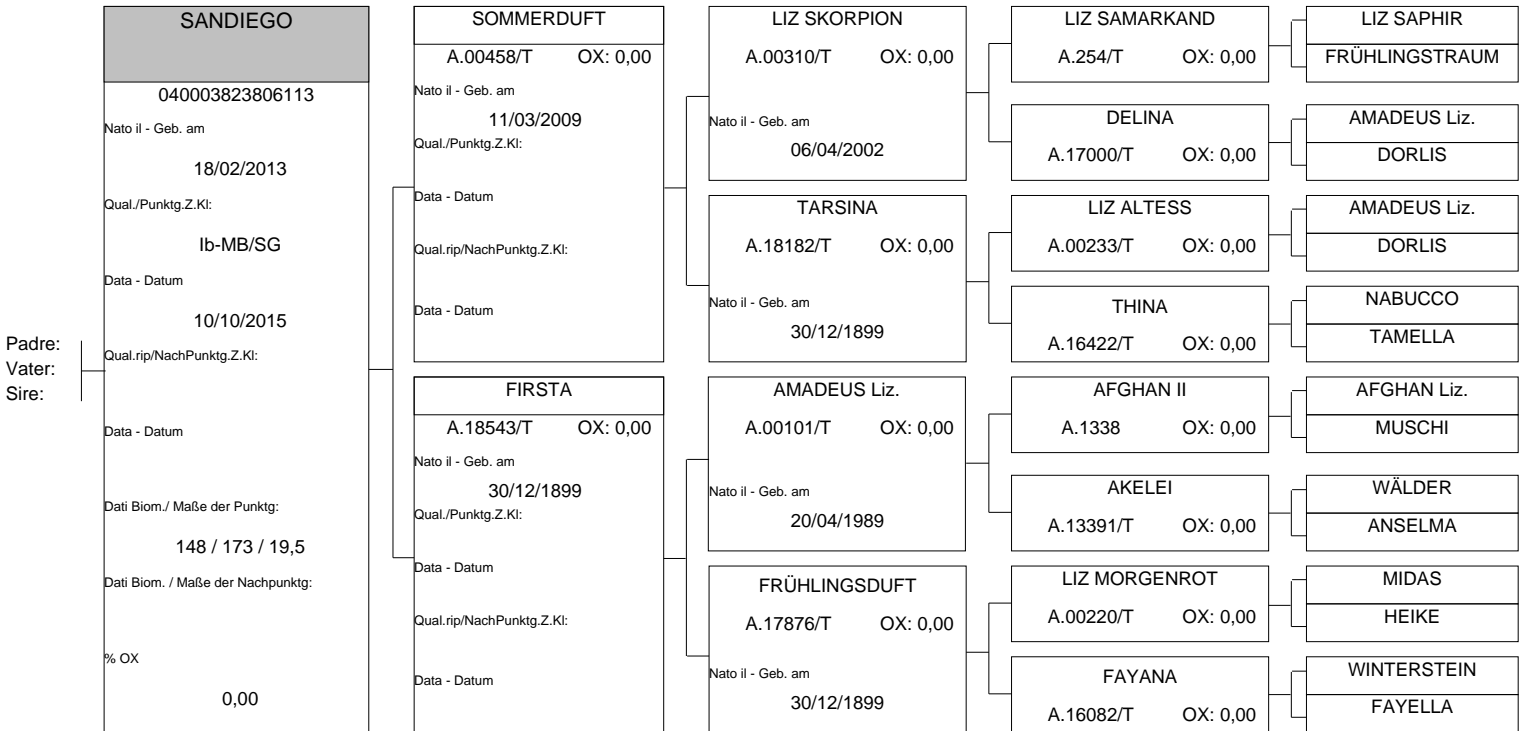 Padre:
Vater:
Sire:
SANDIEGO
040003823806113
Nato il - Geb. am
18/02/2013
Qual./Punktg.Z.Kl:
Ib-MB/SG
Data - Datum
10/10/2015
Qual.rip/NachPunktg.Z.Kl:
Data - Datum
Dati Biom./ Maße der Punktg:
148 / 173 / 19,5
Dati Biom. / Maße der Nachpunktg:
% OX
0,00
SOMMERDUFT
A.00458/T OX: 0,00
Nato il - Geb. am
11/03/2009
Qual./Punktg.Z.Kl:
Data - Datum
Qual.rip/NachPunktg.Z.Kl:
Data - Datum
FIRSTA
A.18543/T OX: 0,00
Nato il - Geb. am
30/12/1899
Qual./Punktg.Z.Kl:
Data - Datum
Qual.rip/NachPunktg.Z.Kl:
Data - Datum
LIZ SKORPION
A.00310/T OX: 0,00
Nato il - Geb. am
06/04/2002
TARSINA
A.18182/T OX: 0,00
Nato il - Geb. am
30/12/1899
AMADEUS Liz.
A.00101/T OX: 0,00
Nato il - Geb. am
20/04/1989
FRÜHLINGSDUFT
A.17876/T OX: 0,00
Nato il - Geb. am
30/12/1899
LIZ SAMARKAND
A.254/T OX: 0,00
DELINA
A.17000/T OX: 0,00
LIZ ALTESS
A.00233/T OX: 0,00
THINA
A.16422/T OX: 0,00
AFGHAN II
A.1338 OX: 0,00
AKELEI
A.13391/T OX: 0,00
LIZ MORGENROT
A.00220/T OX: 0,00
FAYANA
A.16082/T OX: 0,00
LIZ SAPHIR
FRÜHLINGSTRAUM
AMADEUS Liz.
DORLIS
AMADEUS Liz.
DORLIS
NABUCCO
TAMELLA
AFGHAN Liz.
MUSCHI
WÄLDER
ANSELMA
MIDAS
HEIKE
WINTERSTEIN
FAYELLA